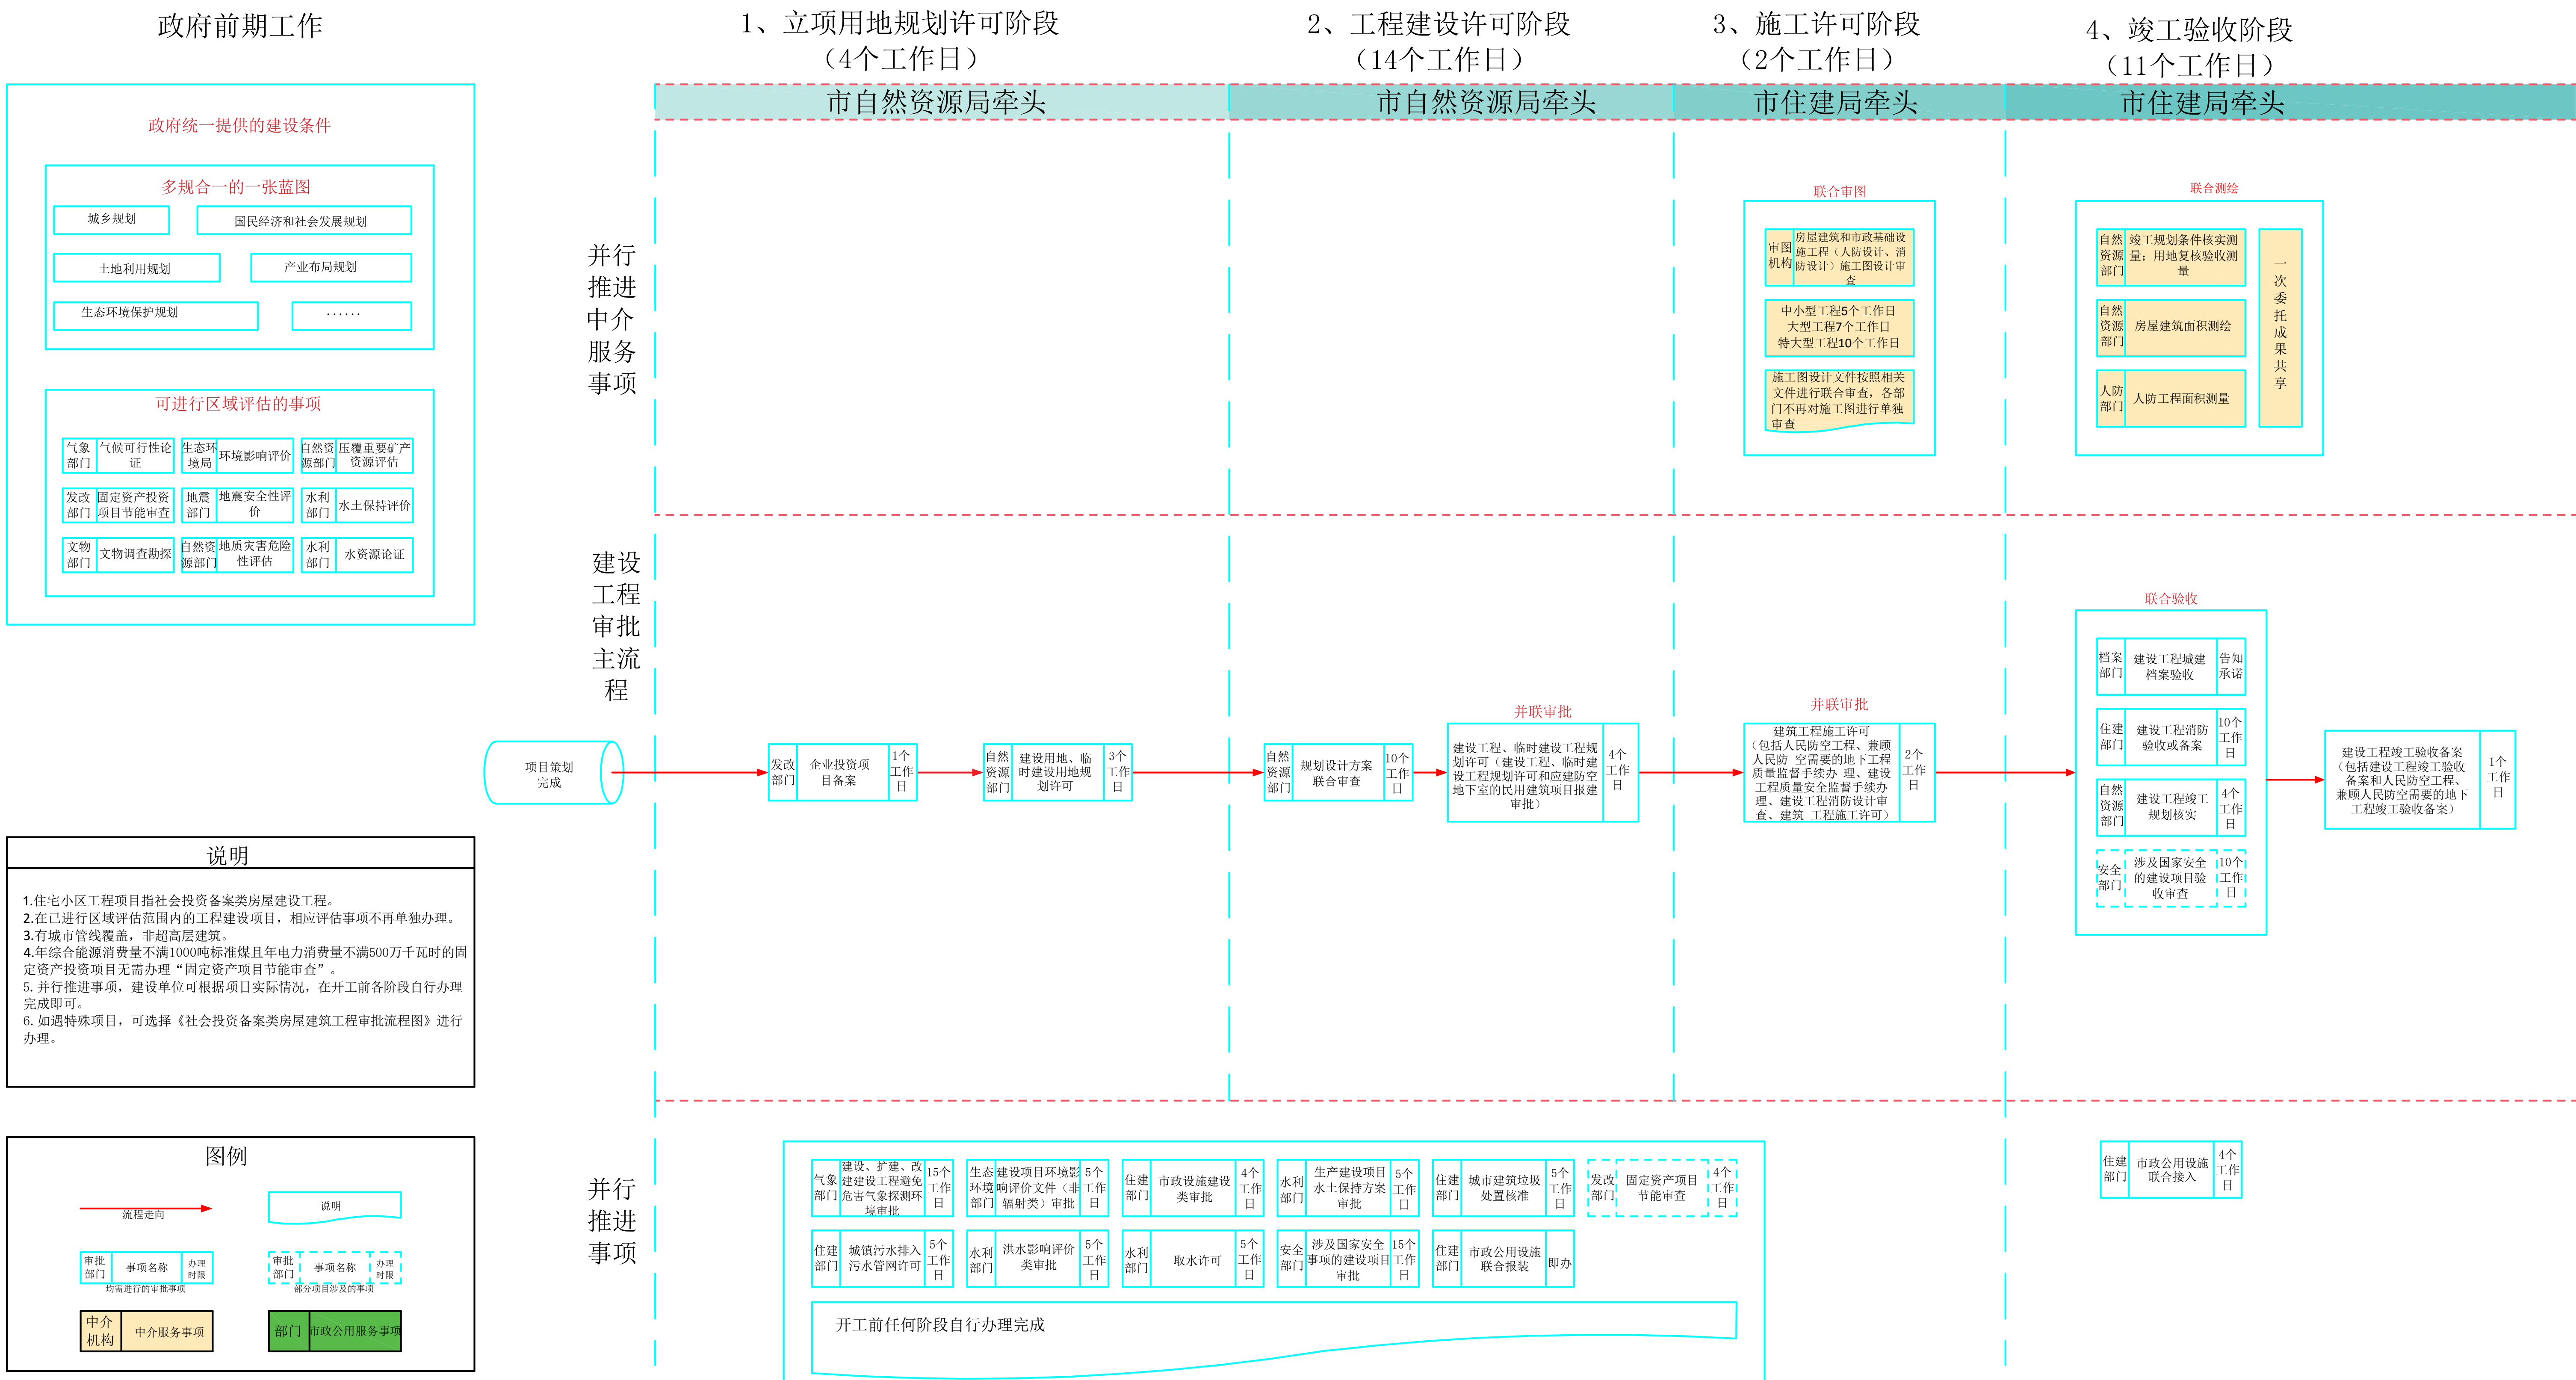 政府前期工作
1、立项用地规划许可阶段
（4个工作日）
2、工程建设许可阶段
（14个工作日）
3、施工许可阶段
（2个工作日）
4、竣工验收阶段
（11个工作日）
市自然资源局牵头
市自然资源局牵头
市住建局牵头
市住建局牵头
政府统一提供的建设条件
多规合一的一张蓝图
城乡规划
国民经济和社会发展规划
土地利用规划
产业布局规划
生态环境保护规划
······
可进行区域评估的事项
气象
部门
气候可行性论
证
生态环
境局
环境影响评价
自然资
源部门
压覆重要矿产
资源评估
发改
部门
固定资产投资
项目节能审查
地震
部门
地震安全性评
价
水利
部门
水土保持评价
文物
部门
文物调查勘探
自然资
源部门
地质灾害危险
性评估
水利
部门
水资源论证
并行
推进
中介
服务
事项
联合审图
审图
机构
房屋建筑和市政基础设
施工程（人防设计、消
防设计）施工图设计审
查
中小型工程5个工作日
大型工程7个工作日
特大型工程10个工作日
施工图设计文件按照相关
文件进行联合审查，各部
门不再对施工图进行单独
审查
联合测绘
自然
资源
部门
竣工规划条件核实测
量；用地复核验收测
量
自然
资源
部门
房屋建筑面积测绘
人防
部门
人防工程面积测量
一
次
委
托
成
果
共
享
建设
工程
审批
主流
程
项目策划
完成
发改
部门
企业投资项
目备案
1个
工作
日
自然
资源
部门
建设用地、临
时建设用地规
划许可
3个
工作
日
自然
资源
部门
规划设计方案
联合审查
10个
工作
日
并联审批
建设工程、临时建设工程规
划许可（建设工程、临时建
设工程规划许可和应建防空
地下室的民用建筑项目报建
审批）
4个
工作
日
并联审批
建筑工程施工许可
（包括人民防空工程、兼顾
人民防 空需要的地下工程
质量监督手续办 理、建设
工程质量安全监督手续办
理、建设工程消防设计审
查、建筑 工程施工许可）
2个
工作
日
联合验收
档案
部门
建设工程城建
档案验收
告知
承诺
住建
部门
建设工程消防
验收或备案
10个
工作
日
自然
资源
部门
建设工程竣工
规划核实
4个
工作
日
安全
部门
涉及国家安全
的建设项目验
收审查
10个
工作
日
建设工程竣工验收备案
（包括建设工程竣工验收
备案和人民防空工程、
兼顾人民防空需要的地下
工程竣工验收备案）
1个
工作
日
说明
1.住宅小区工程项目指社会投资备案类房屋建设工程。
2.在已进行区域评估范围内的工程建设项目，相应评估事项不再单独办理。
3.有城市管线覆盖，非超高层建筑。
4.年综合能源消费量不满1000吨标准煤且年电力消费量不满500万千瓦时的固
定资产投资项目无需办理“固定资产项目节能审查”。
5. 并行推进事项，建设单位可根据项目实际情况，在开工前各阶段自行办理
完成即可。
6. 如遇特殊项目，可选择《社会投资备案类房屋建筑工程审批流程图》进行
办理。
图例
流程走向
说明
审批
部门
事项名称
办理
时限
均需进行的审批事项
审批
部门
事项名称
办理
时限
部分项目涉及的事项
中介
机构
中介服务事项
部门
市政公用服务事项
并行
推进
事项
气象
部门
建设、扩建、改
建建设工程避免
危害气象探测环
境审批
15个
工作
日
生态
环境
部门
建设项目环境影
响评价文件（非
辐射类）审批
5个
工作
日
住建
部门
市政设施建设
类审批
4个
工作
日
水利
部门
生产建设项目
水土保持方案
审批
5个
工作
日
住建
部门
城市建筑垃圾
处置核准
5个
工作
日
发改
部门
固定资产项目
节能审查
4个
工作
日
住建
部门
城镇污水排入
污水管网许可
5个
工作
日
水利
部门
洪水影响评价
类审批
5个
工作
日
水利
部门
取水许可
5个
工作
日
安全
部门
涉及国家安全
事项的建设项目
审批
15个
工作
日
住建
部门
市政公用设施
联合报装
即办
开工前任何阶段自行办理完成
住建
部门
市政公用设施
联合接入
4个
工作
日